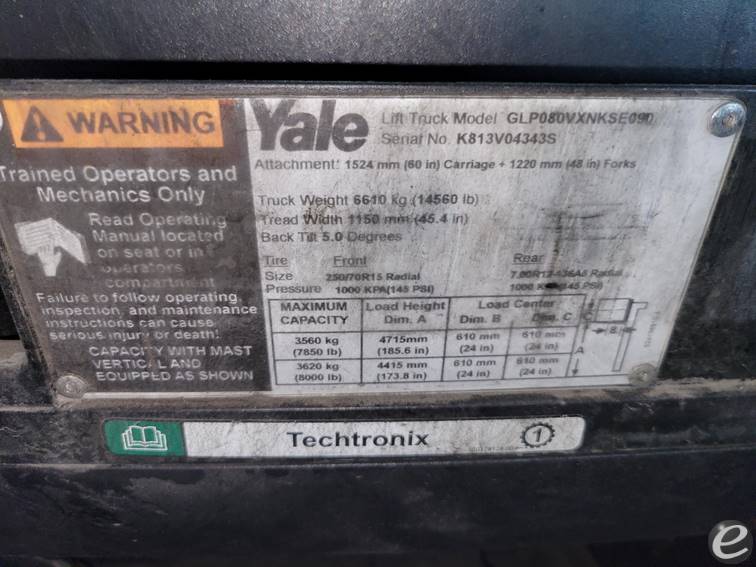 WARNING
Yale
Lift Truck Model GLP080VXNKSE090
Serial No. K813V04343S
Attachment: 1524 mm (60 in) Carriage + 1220 mm (48 in) Forks
Trained Operators and
Mechanics Only
Read Operating
Manual located
on seat or in
operators
compartment
Failure to follow operating,
inspection, and maintenance
instructions can cause
serious injury or death!
CAPACITY WITH MAST
VERTICAL AND
EQUIPPED AS SHOWN
Truck Weight 6610 kg (14560 lb)
Tread Width 1150 mm (45.4 in)
Back Tilt 5.0 Degrees
Tire Front Rear
Size 250/70R15 Radial Radial
Pressure 1000 KPA(145 PSI) 1000 KPA(145 PSI)
MAXIMUM CAPACITY Load Height Dim. A Load Center Dim. B Dim. C
3560 kg (7850 lb) 4715mm (185.6 in) 610 mm (24 in) 610 mm (24 in)
3620 kg (8000 lb) 4415 mm (173.8 in) 610 mm (24 in) 610 mm (24 in)
C
B
A
Techtronix
1
e